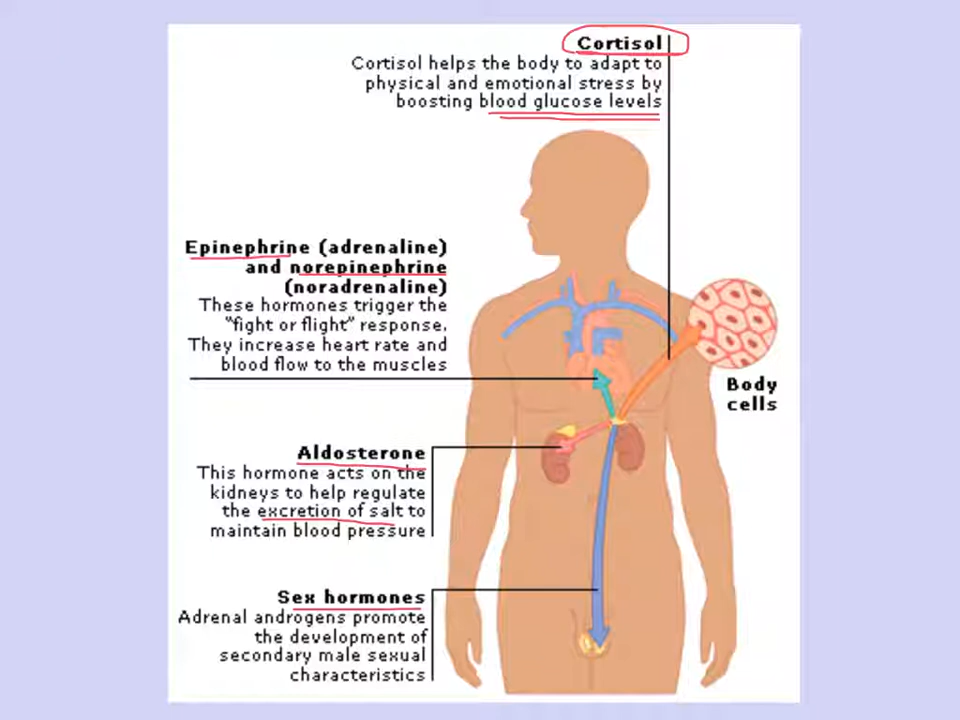 Cortisol
Cortisol helps the body to adapt to
physical and emotional stress by
boosting blood glucose levels
Epinephrine (adrenaline)
and norepinephrine
(noradrenaline)
These hormones trigger the
"fight or flight" response.
They increase heart rate and
blood flow to the muscles
Body
cells
Aldosterone
This hormone acts on the
kidneys to help regulate
the excretion of salt to
maintain blood pressure
Sex hormones
Adrenal androgens promote
the development of
secondary male sexual
characteristics